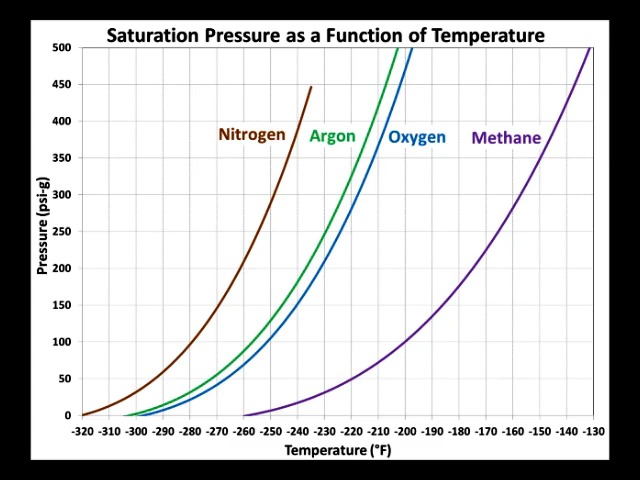 Saturation Pressure as a Function of Temperature
500
450
400
350
300
250
200
150
100
50
0
Pressure (psi-g)
Nitrogen
Argon
Oxygen
Methane
-320 -310 -300 -290 -280 -270 -260 -250 -240 -230 -220 -210 -200 -190 -180 -170 -160 -150 -140 -130
Temperature (°F)